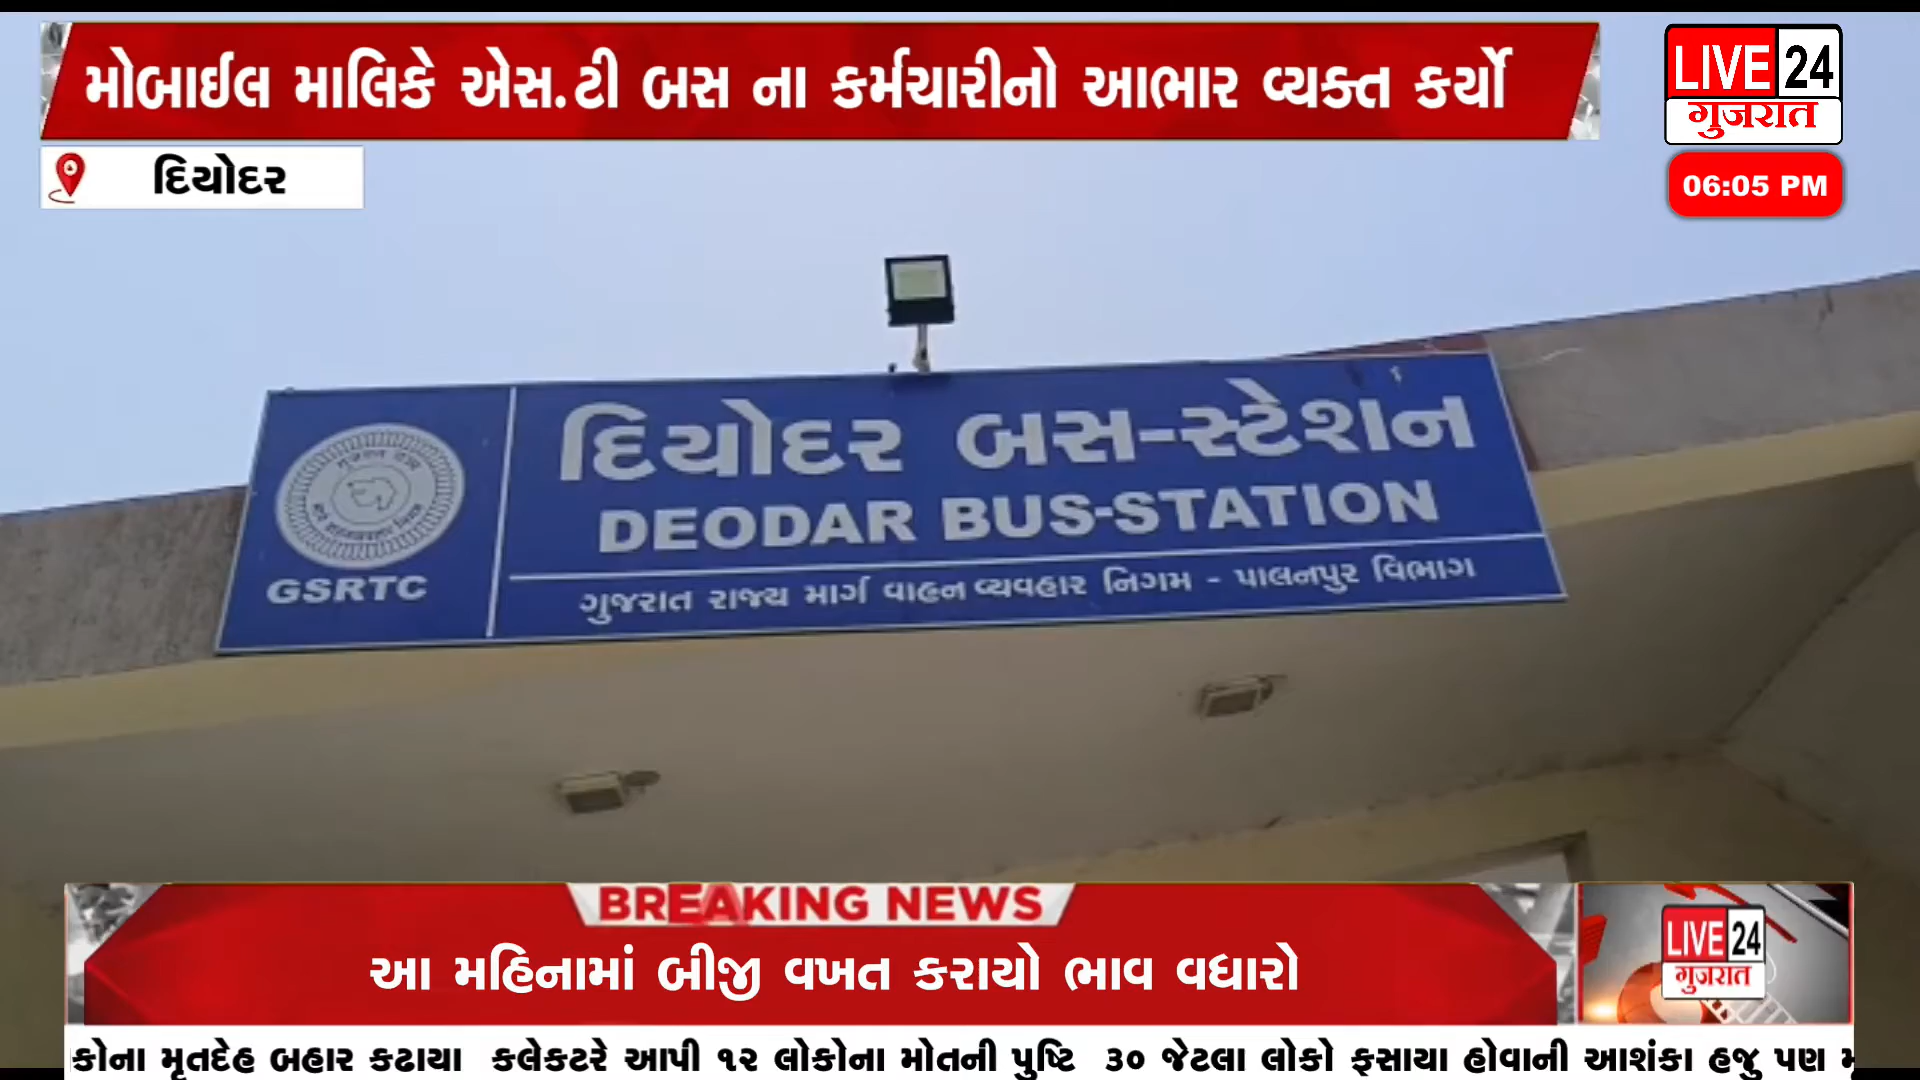 મોબાઈલ માલિકે એસ.ટી બસ ના કર્મચારીનો આભાર વ્યક્ત કર્યો
LIVE 24
ગુજરાત
દિયોદર
06:05 PM
દિયોદર બસ-સ્ટેશન
DEODAR BUS-STATION
GSRTC
ગુજરાત રાજ્ય માર્ગ વાહન વ્યવહાર નિગમ - પાલનપુર વિભાગ
BREAKING NEWS
આ મહિનામાં બીજી વખત કરાયો ભાવ વધારો
LIVE 24
ગુજરાત
કોના મૃતદેહ બહાર કઢાયા કલેકટરે આપી ૧૨ લોકોના મોતની પુષ્ટિ ૩૦ જેટલા લોકો ફસાયા હોવાની આશંકા હજુ પણ